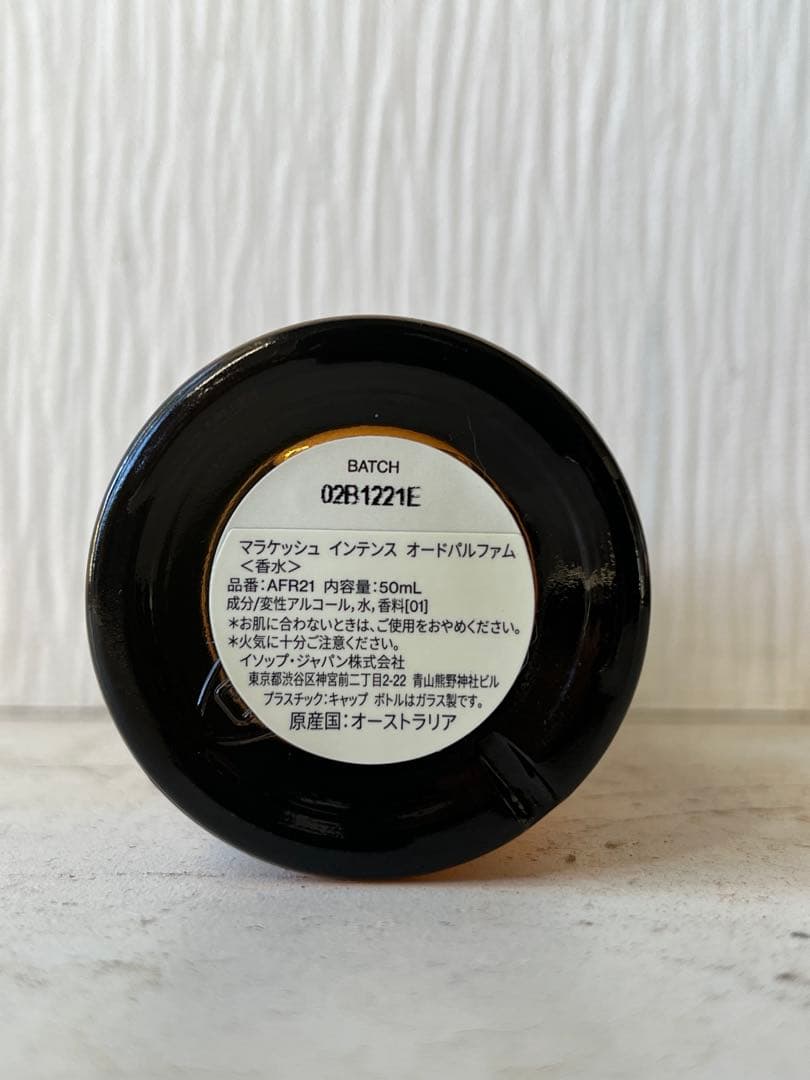 BATCH
02B1221E
マラケッシュ インテンス オードパルファム
＜香水＞
品番：AFR21 内容量：50mL
成分/変性アルコール，水，香料[01]
＊お肌に合わないときは、ご使用をおやめください。
＊火気に十分ご注意ください。
イソップ・ジャパン株式会社
東京都渋谷区神宮前二丁目2-22 青山熊野神社ビル
プラスチック：キャップ ボトルはガラス製です。
原産国：オーストラリア